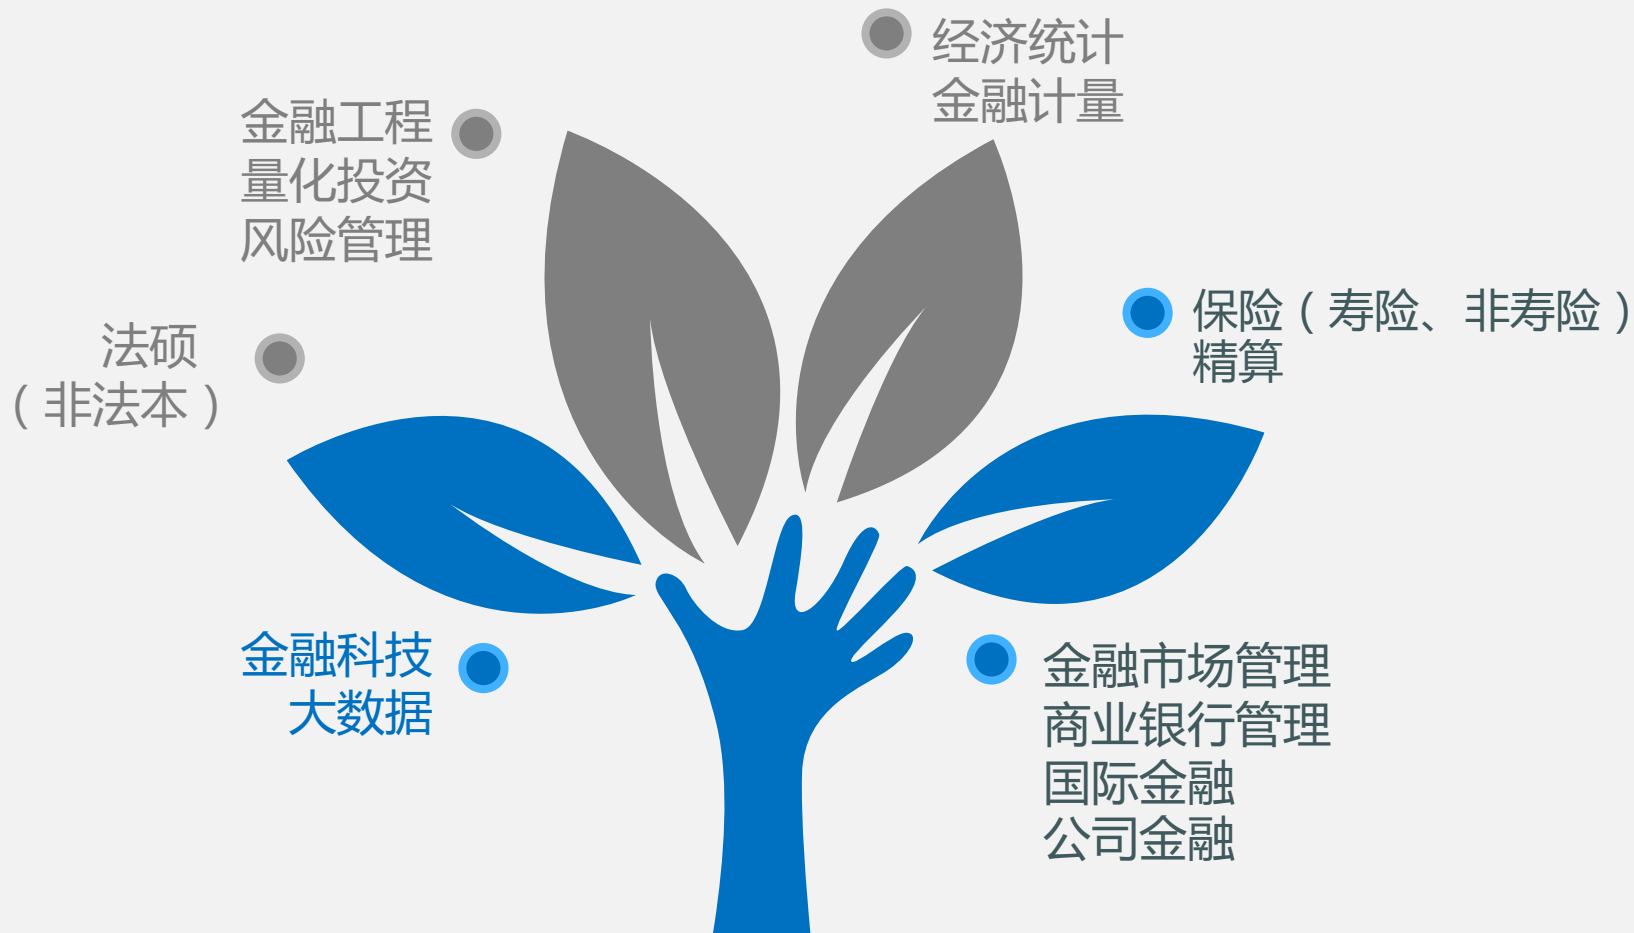 经济统计
金融计量
金融工程
量化投资
风险管理
保险（寿险、非寿险）
精算
法硕
（非法本）
金融科技
大数据
金融市场管理
商业银行管理
国际金融
公司金融